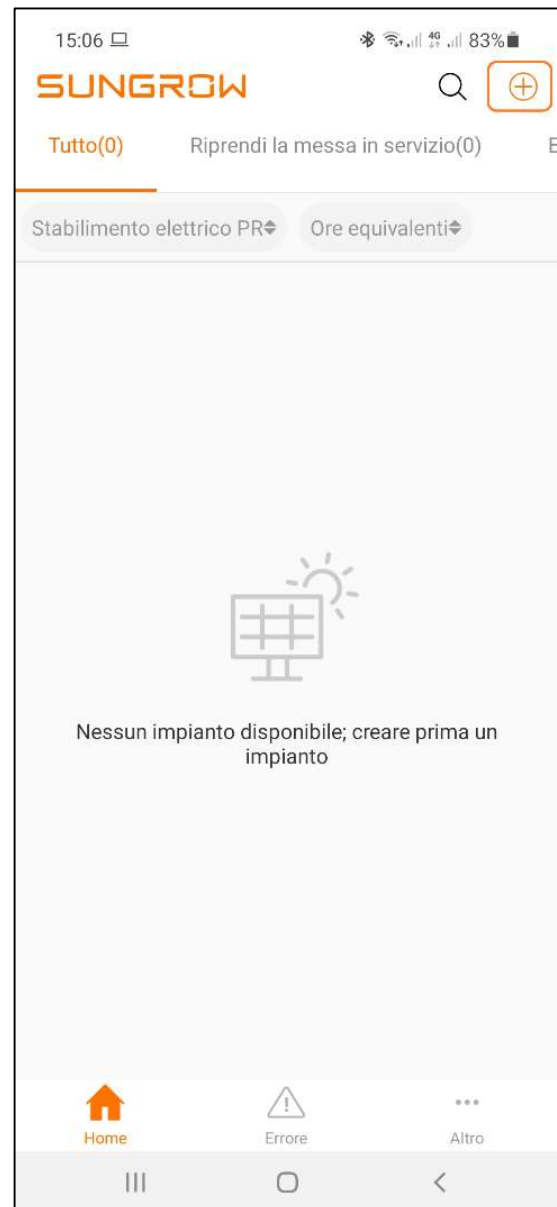 15:06 4G 83%
SUNGROW
Tutto(0) Riprendi la messa in servizio(0) E
Stabilimento elettrico PR Ore equivalenti
Nessun impianto disponibile; creare prima un
impianto
Home Errore Altro